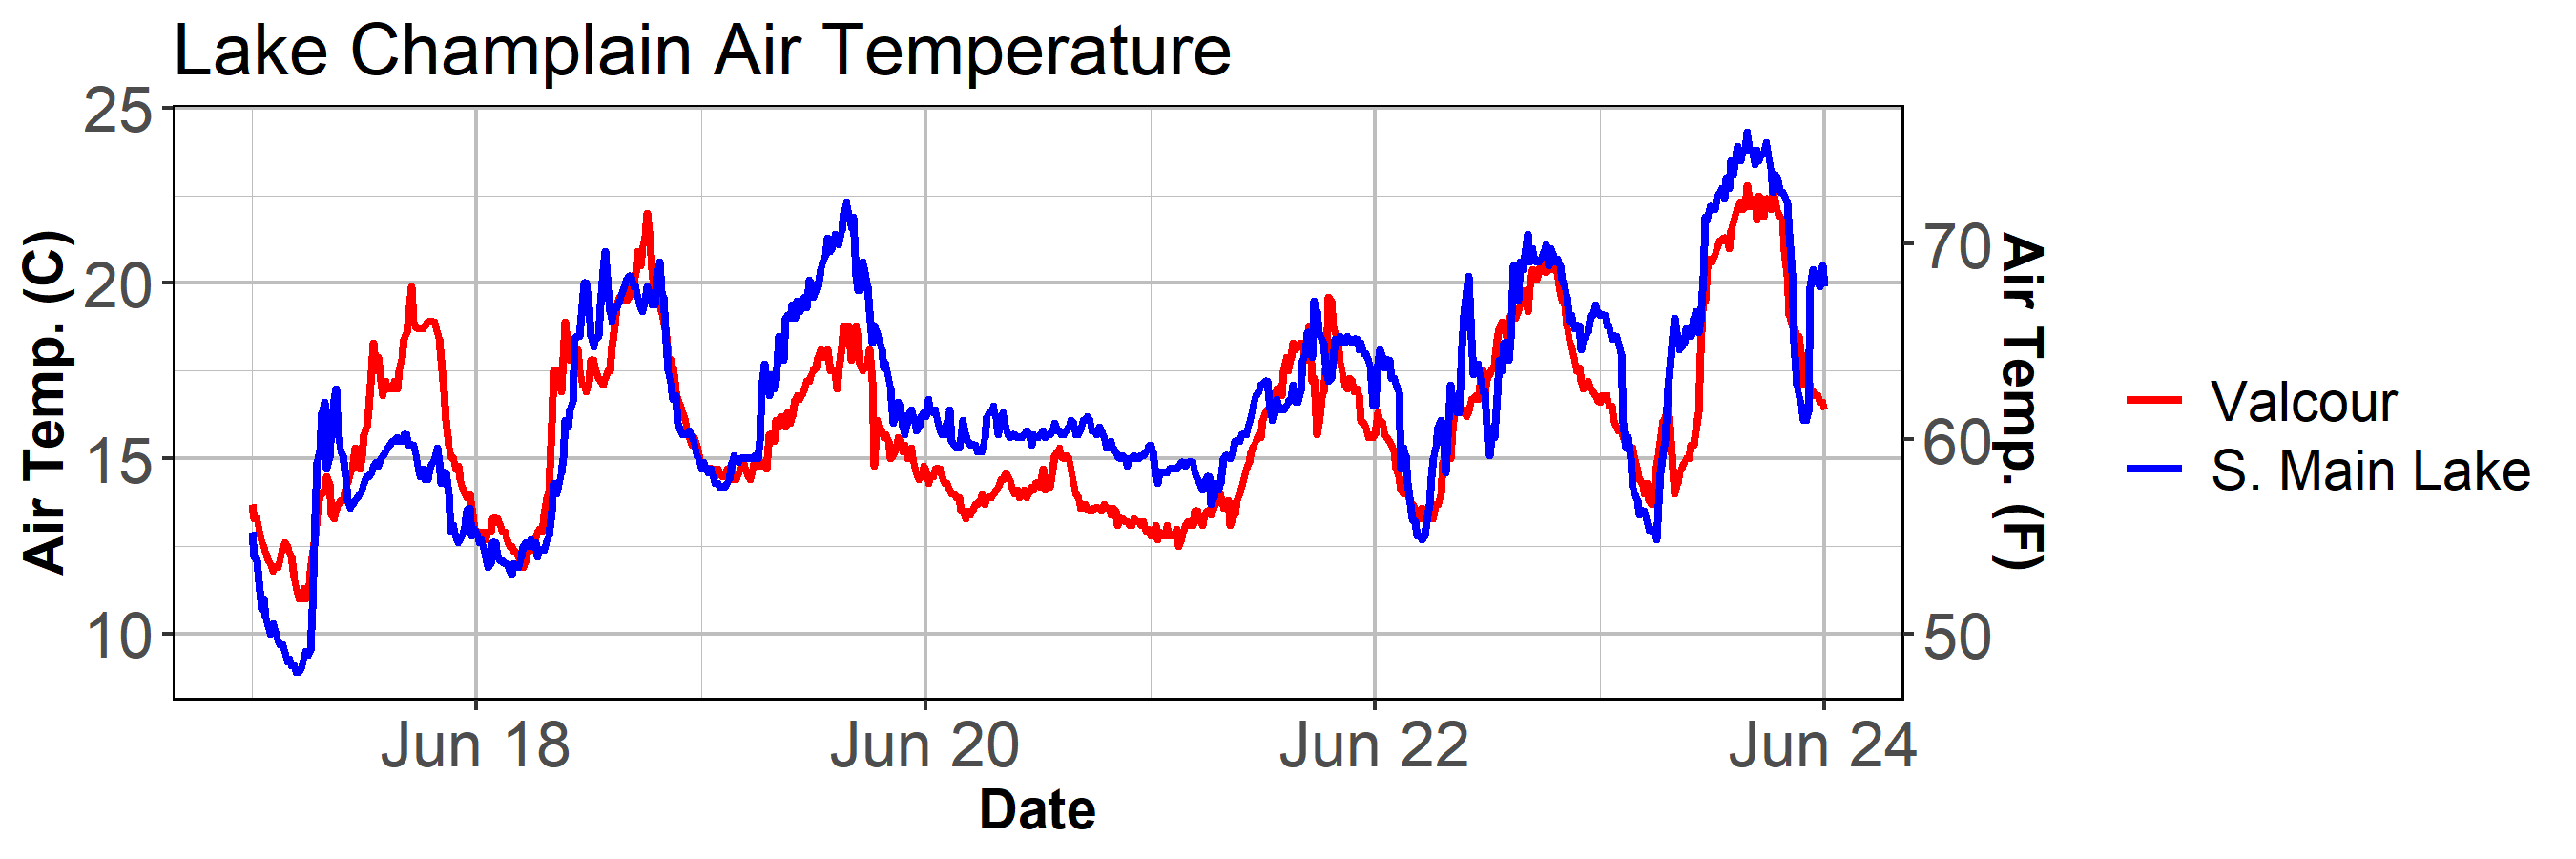 Lake Champlain Air Temperature
Air Temp. (C)
25
20
15
10
70
60
50
Air Temp. (F)
Valcour
S. Main Lake
Jun 18
Jun 20
Jun 22
Jun 24
Date